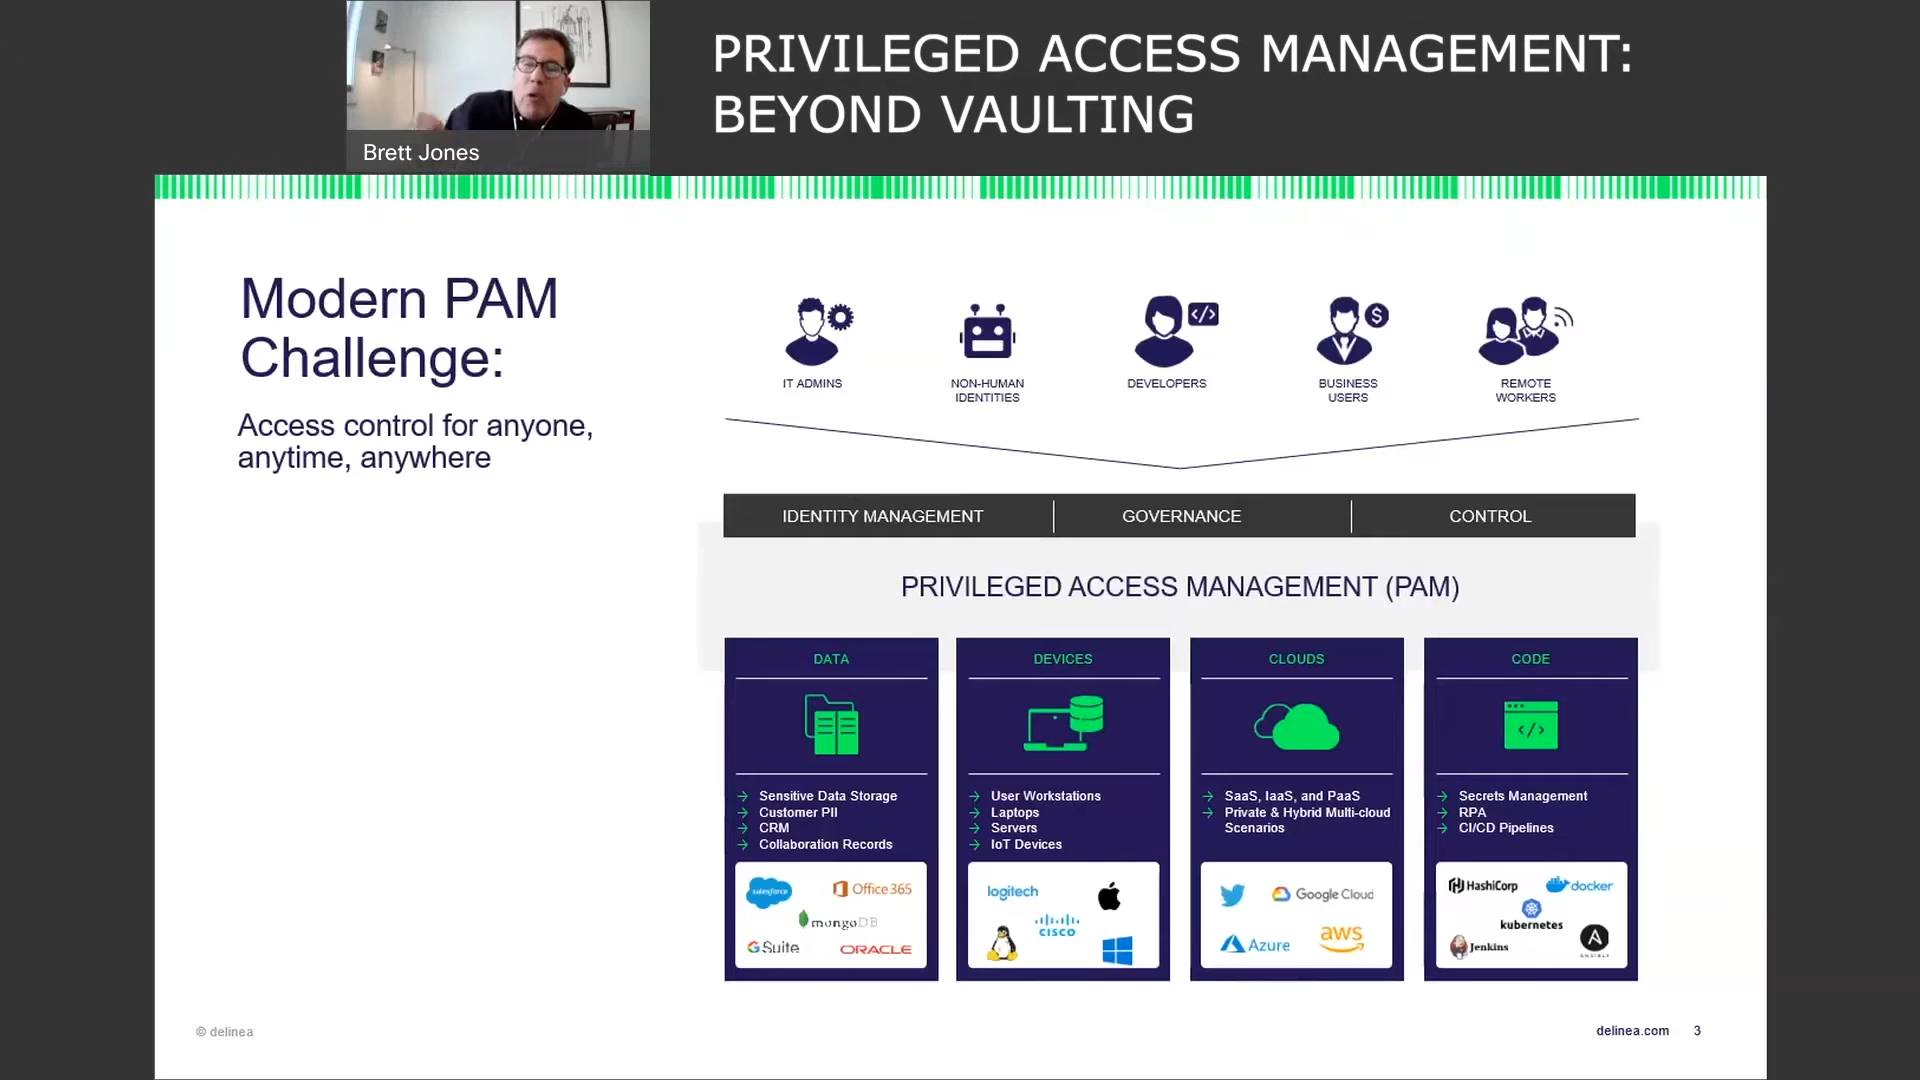 PRIVILEGED ACCESS MANAGEMENT:
BEYOND VAULTING
Brett Jones
Modern PAM
Challenge:
Access control for anyone,
anytime, anywhere
IT ADMINS
NON-HUMAN
IDENTITIES
DEVELOPERS
BUSINESS
USERS
REMOTE
WORKERS
IDENTITY MANAGEMENT
GOVERNANCE
CONTROL
PRIVILEGED ACCESS MANAGEMENT (PAM)
DATA
Sensitive Data Storage
Customer PII
CRM
Collaboration Records
salesforce
Office 365
mongoDB
G Suite
ORACLE
DEVICES
User Workstations
Laptops
Servers
IoT Devices
logitech
CISCO
CLOUDS
SaaS, IaaS, and PaaS
Private & Hybrid Multi-cloud
Scenarios
Google Cloud
Azure
aws
CODE
</>
Secrets Management
RPA
CI/CD Pipelines
HashiCorp
docker
kubernetes
Jenkins
ANSIBLE
© delinea
delinea.com 3